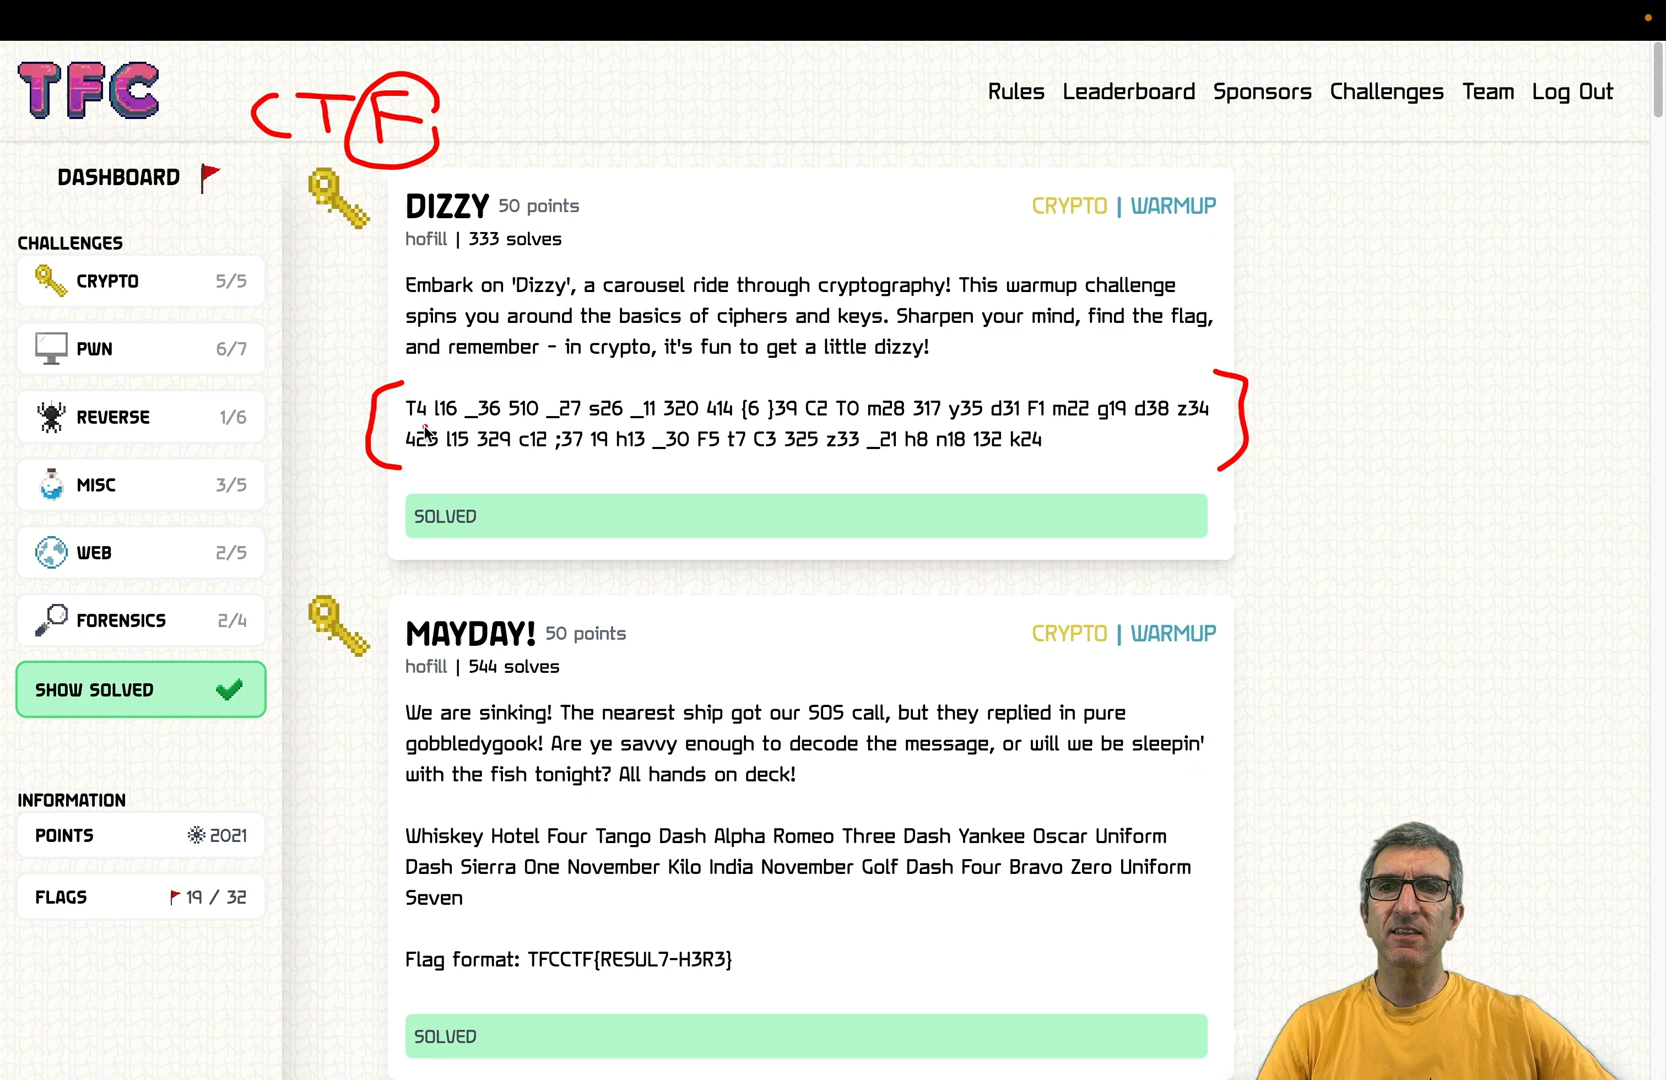 TFC
CTF
Rules Leaderboard Sponsors Challenges Team Log Out
DASHBOARD
CHALLENGES
CRYPTO 5/5
PWN 6/7
REVERSE 1/6
MISC 3/5
WEB 2/5
FORENSICS 2/4
SHOW SOLVED
INFORMATION
POINTS 2021
FLAGS 19 / 32
DIZZY 50 points CRYPTO | WARMUP
hofill | 333 solves
Embark on 'Dizzy', a carousel ride through cryptography! This warmup challenge
spins you around the basics of ciphers and keys. Sharpen your mind, find the flag,
and remember - in crypto, it's fun to get a little dizzy!
T4 l16 _36 510 _27 s26 _11 320 414 {6 }39 C2 T0 m28 317 y35 d31 F1 m22 g19 d38 z34
423 l15 329 c12 ;37 19 h13 _30 F5 t7 C3 325 z33 _21 h8 n18 132 k24
SOLVED
MAYDAY! 50 points CRYPTO | WARMUP
hofill | 544 solves
We are sinking! The nearest ship got our SOS call, but they replied in pure
gobbledygook! Are ye savvy enough to decode the message, or will we be sleepin'
with the fish tonight? All hands on deck!
Whiskey Hotel Four Tango Dash Alpha Romeo Three Dash Yankee Oscar Uniform
Dash Sierra One November Kilo India November Golf Dash Four Bravo Zero Uniform
Seven
Flag format: TFCCTF{RESUL7-H3R3}
SOLVED